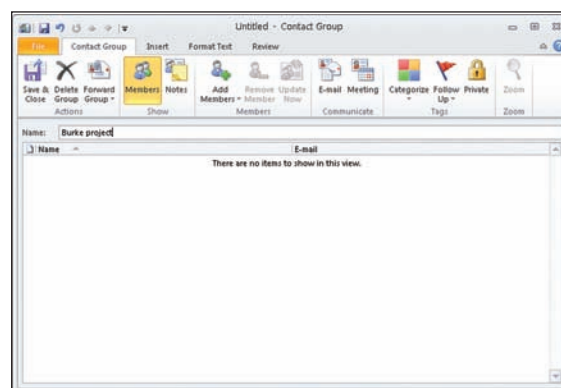 Untitled - Contact Group
File Contact Group Insert Format Text Review
Save & Close Delete Group Forward Group Members Notes Add Members Remove Member Update Now E-mail Meeting Categorize Follow Up Private Zoom
Actions Show Members Communicate Tags Zoom
Name: Burke project
Name E-mail
There are no items to show in this view.